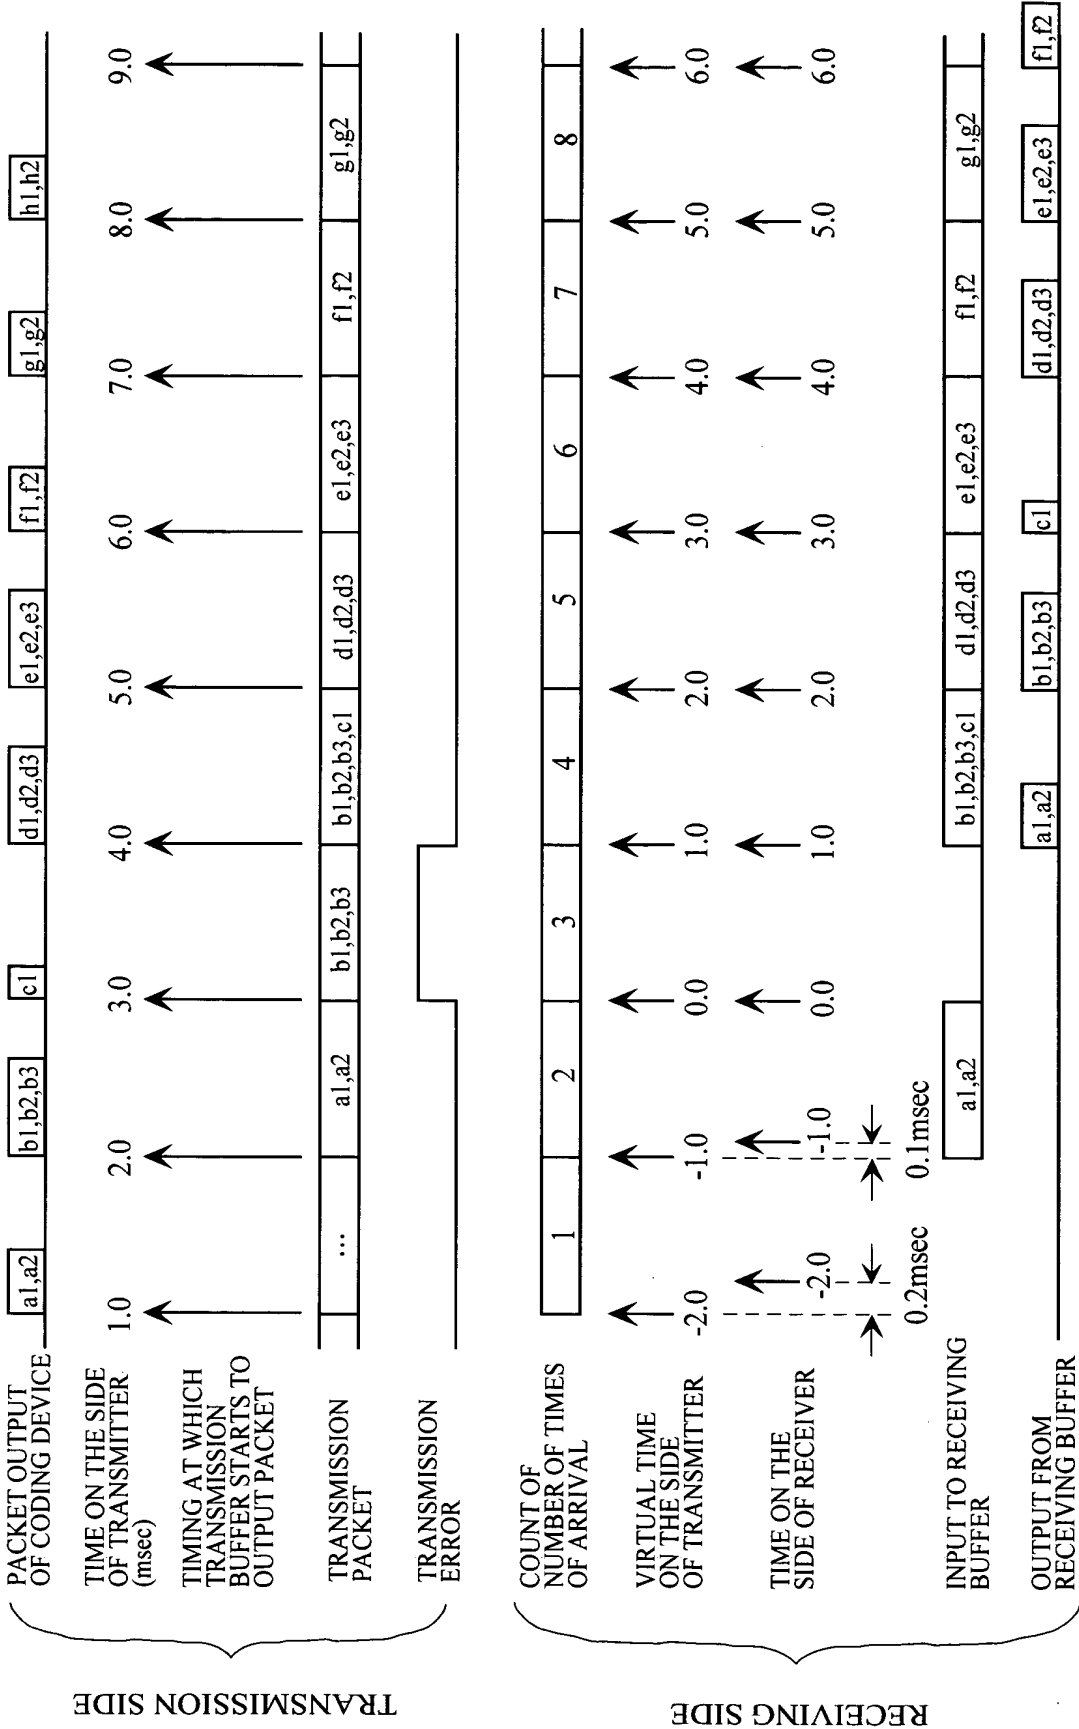 TRANSMISSION SIDE
PACKET OUTPUT
OF CODING DEVICE
a1,a2
b1,b2,b3
c1
d1,d2,d3
e1,e2,e3
f1,f2
g1,g2
h1,h2
TIME ON THE SIDE
OF TRANSMITTER
(msec)
1.0
2.0
3.0
4.0
5.0
6.0
7.0
8.0
9.0
TIMING AT WHICH
TRANSMISSION
BUFFER STARTS TO
OUTPUT PACKET
TRANSMISSION
PACKET
...
a1,a2
b1,b2,b3
b1,b2,b3,c1
d1,d2,d3
e1,e2,e3
f1,f2
g1,g2
TRANSMISSION
ERROR
RECEIVING SIDE
COUNT OF
NUMBER OF TIMES
OF ARRIVAL
1
2
3
4
5
6
7
8
VIRTUAL TIME
ON THE SIDE
OF TRANSMITTER
-2.0
-1.0
0.0
1.0
2.0
3.0
4.0
5.0
6.0
TIME ON THE
SIDE OF RECEIVER
-2.0
-1.0
0.0
1.0
2.0
3.0
4.0
5.0
6.0
0.2msec
0.1msec
INPUT TO RECEIVING
BUFFER
a1,a2
b1,b2,b3,c1
d1,d2,d3
e1,e2,e3
f1,f2
g1,g2
OUTPUT FROM
RECEIVING BUFFER
a1,a2
b1,b2,b3
c1
d1,d2,d3
e1,e2,e3
f1,f2